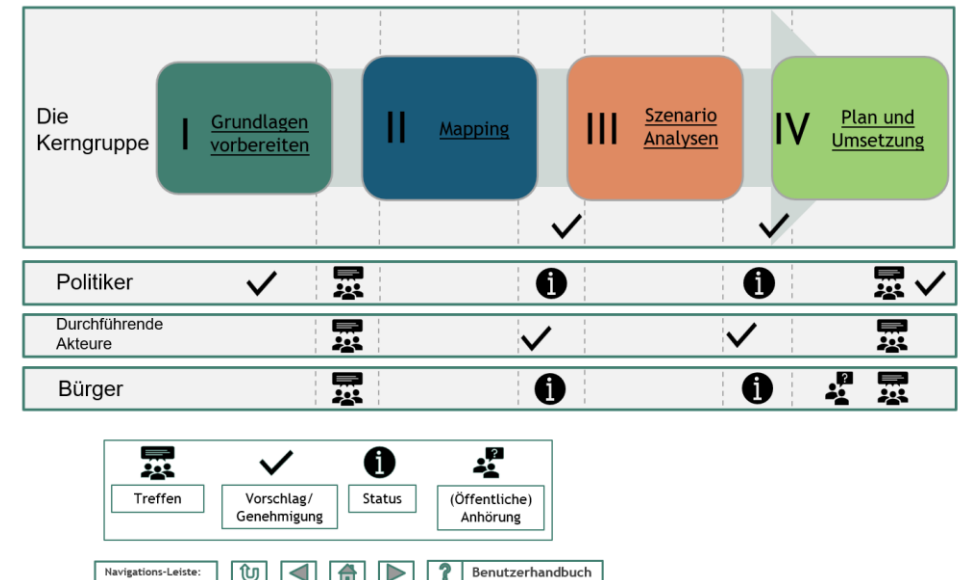 Die
Kerngruppe
I
Grundlagen
vorbereiten
II
Mapping
III
Szenario
Analysen
IV
Plan und
Umsetzung
Politiker
Durchführende
Akteure
Bürger
Treffen
Vorschlag/
Genehmigung
Status
(Öffentliche)
Anhörung
Navigations-Leiste:
? Benutzerhandbuch